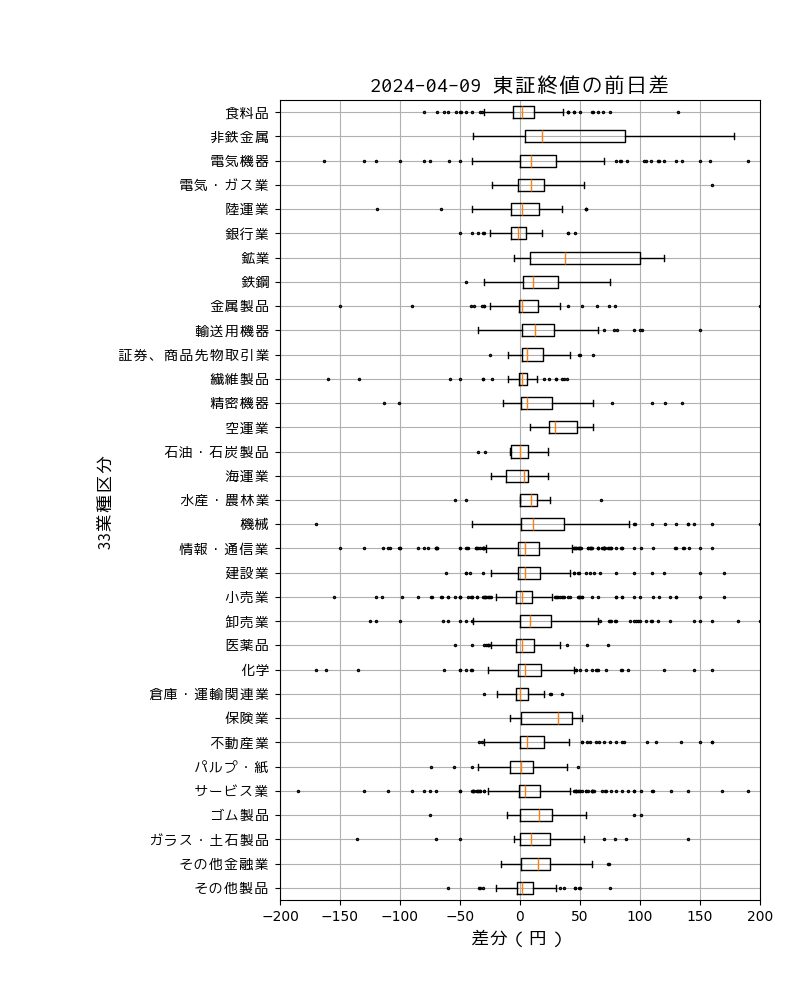 2024-04-09 東証終値の前日差
食料品
非鉄金属
電気機器
電気・ガス業
陸運業
銀行業
鉱業
鉄鋼
金属製品
輸送用機器
証券、商品先物取引業
繊維製品
精密機器
空運業
石油・石炭製品
海運業
水産・農林業
機械
情報・通信業
建設業
小売業
卸売業
医薬品
化学
倉庫・運輸関連業
保険業
不動産業
パルプ・紙
サービス業
ゴム製品
ガラス・土石製品
その他金融業
その他製品
33業種区分
−200 −150 −100 −50 0 50 100 150 200
差分（円）